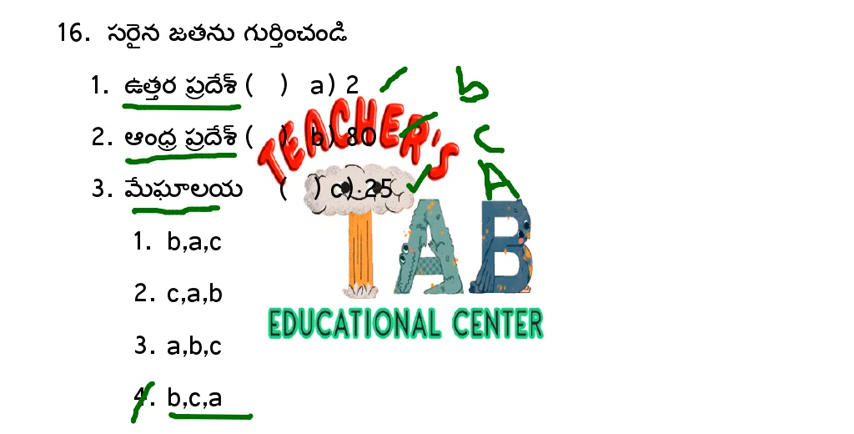 16. సరైన జతను గుర్తించండి
1. ఉత్తర ప్రదేశ్ ( ) a) 2 b
2. ఆంధ్ర ప్రదేశ్ ( ) b) 80 c
3. మేఘాలయ ( ) c) 25 A
TEACHER'S
TAB
1. b,a,c
2. c,a,b
EDUCATIONAL CENTER
3. a,b,c
4. b,c,a